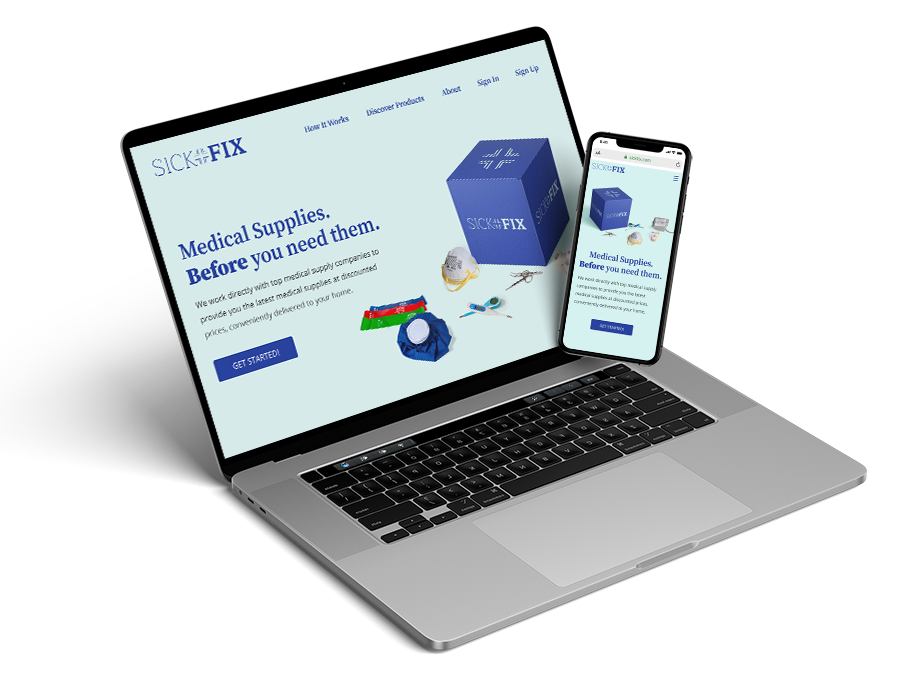 How It Works
Discover Products
About
Sign In
Sign Up
SICK FIX
Medical Supplies.
Before you need them.
We work directly with top medical supply companies to
provide you the latest medical supplies at discounted
prices, conveniently delivered to your home.
GET STARTED!
SICK FIX
SICK FIX
SICK FIX
SICK FIX
Medical Supplies.
Before you need them.
We work directly with top medical supply
companies to provide you the latest
medical supplies at discounted prices,
conveniently delivered to your home.
GET STARTED!